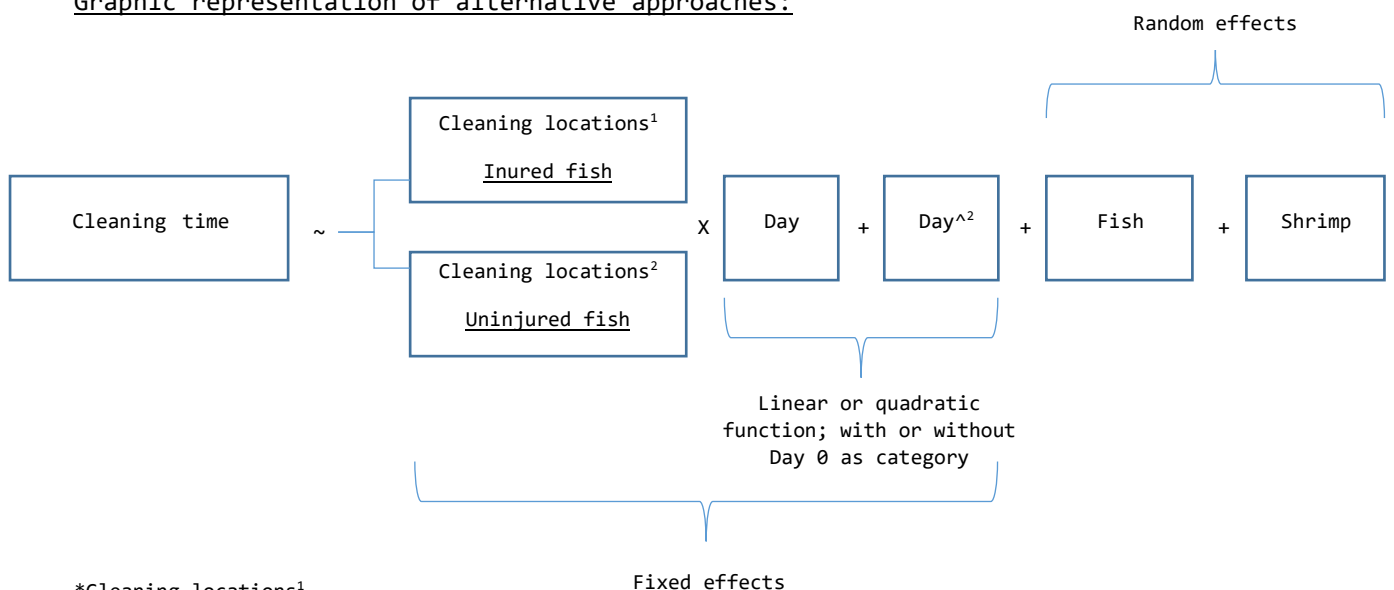 Graphic representation of alternative approaches:
Random effects
Cleaning time
~
Cleaning locations¹
Inured fish
Cleaning locations²
Uninjured fish
X
Day
+
Day^²
+
Fish
+
Shrimp
Linear or quadratic
function; with or without
Day 0 as category
Fixed effects
*Cleaning locations¹